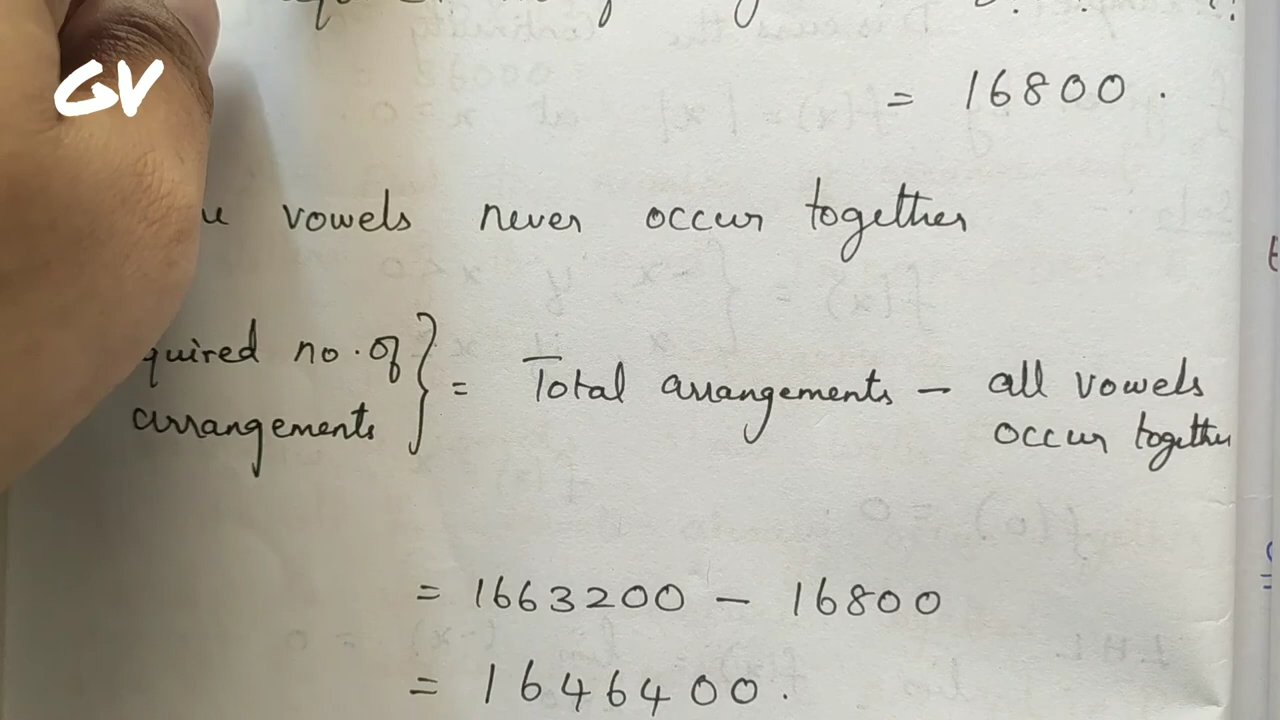 GV
= 16800.
vowels never occur together
quired no. of
arrangements } = Total arrangements - all vowels
occur together
= 1663200 - 16800
= 1646400.